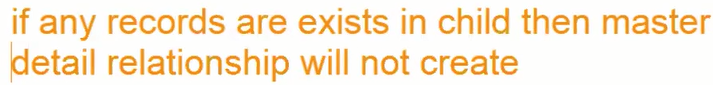 if any records are exists in child then master
detail relationship will not create